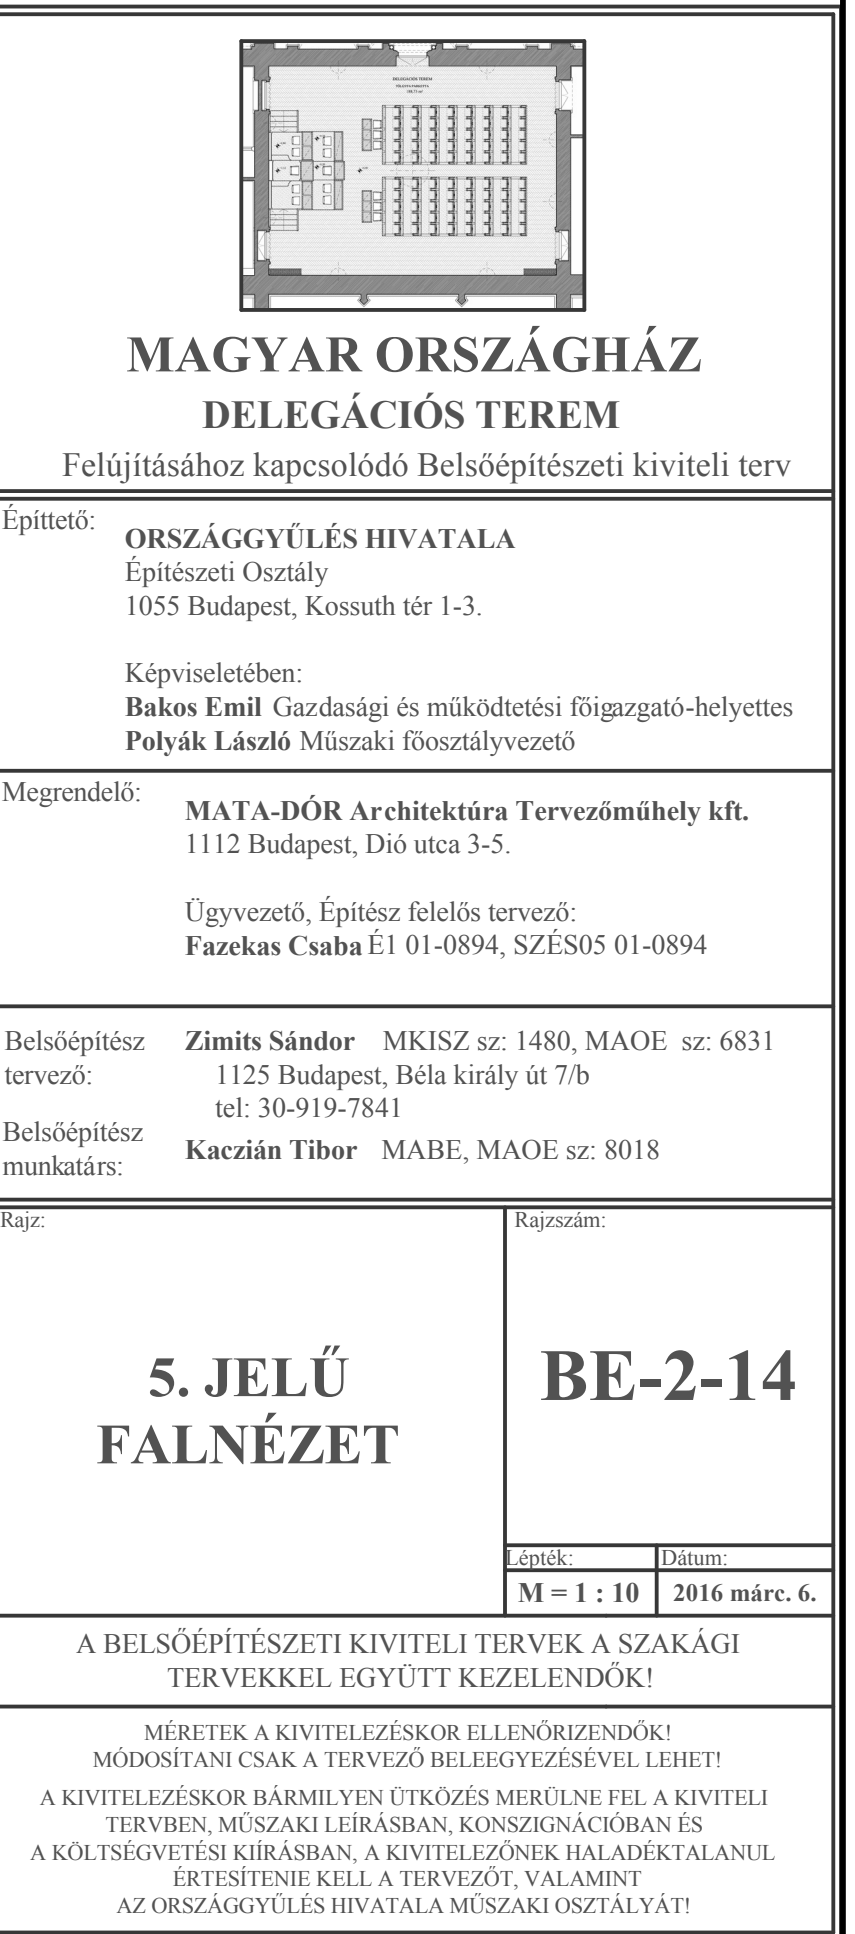 DELEGÁCIÓS TEREM
MAGYAR ORSZÁGHÁZ
DELEGÁCIÓS TEREM
Felújításához kapcsolódó Belsőépítészeti kiviteli terv
Építtető:
ORSZÁGGYŰLÉS HIVATALA
Építészeti Osztály
1055 Budapest, Kossuth tér 1-3.
Képviseletében:
Bakos Emil Gazdasági és működtetési főigazgató-helyettes
Polyák László Műszaki főosztályvezető
Megrendelő:
MATA-DÓR Architektúra Tervezőműhely kft.
1112 Budapest, Dió utca 3-5.
Ügyvezető, Építész felelős tervező:
Fazekas Csaba É1 01-0894, SZÉS05 01-0894
Belsőépítész
tervező:
Zimits Sándor MKISZ sz: 1480, MAOE sz: 6831
1125 Budapest, Béla király út 7/b
tel: 30-919-7841
Belsőépítész
munkatárs:
Kaczián Tibor MABE, MAOE sz: 8018
Rajz:
5. JELŰ
FALNÉZET
Rajzszám:
BE-2-14
Lépték:
M = 1 : 10
Dátum:
2016 márc. 6.
A BELSŐÉPÍTÉSZETI KIVITELI TERVEK A SZAKÁGI
TERVEKKEL EGYÜTT KEZELENDŐK!
MÉRETEK A KIVITELEZÉSKOR ELLENŐRIZENDŐK!
MÓDOSÍTANI CSAK A TERVEZŐ BELEEGYEZÉSÉVEL LEHET!
A KIVITELEZÉSKOR BÁRMILYEN ÜTKÖZÉS MERÜLNE FEL A KIVITELI
TERVBEN, MŰSZAKI LEÍRÁSBAN, KONSZIGNÁCIÓBAN ÉS
A KÖLTSÉGVETÉSI KIÍRÁSBAN, A KIVITELEZŐNEK HALADÉKTALANUL
ÉRTESÍTENIE KELL A TERVEZŐT, VALAMINT
AZ ORSZÁGGYŰLÉS HIVATALA MŰSZAKI OSZTÁLYÁT!